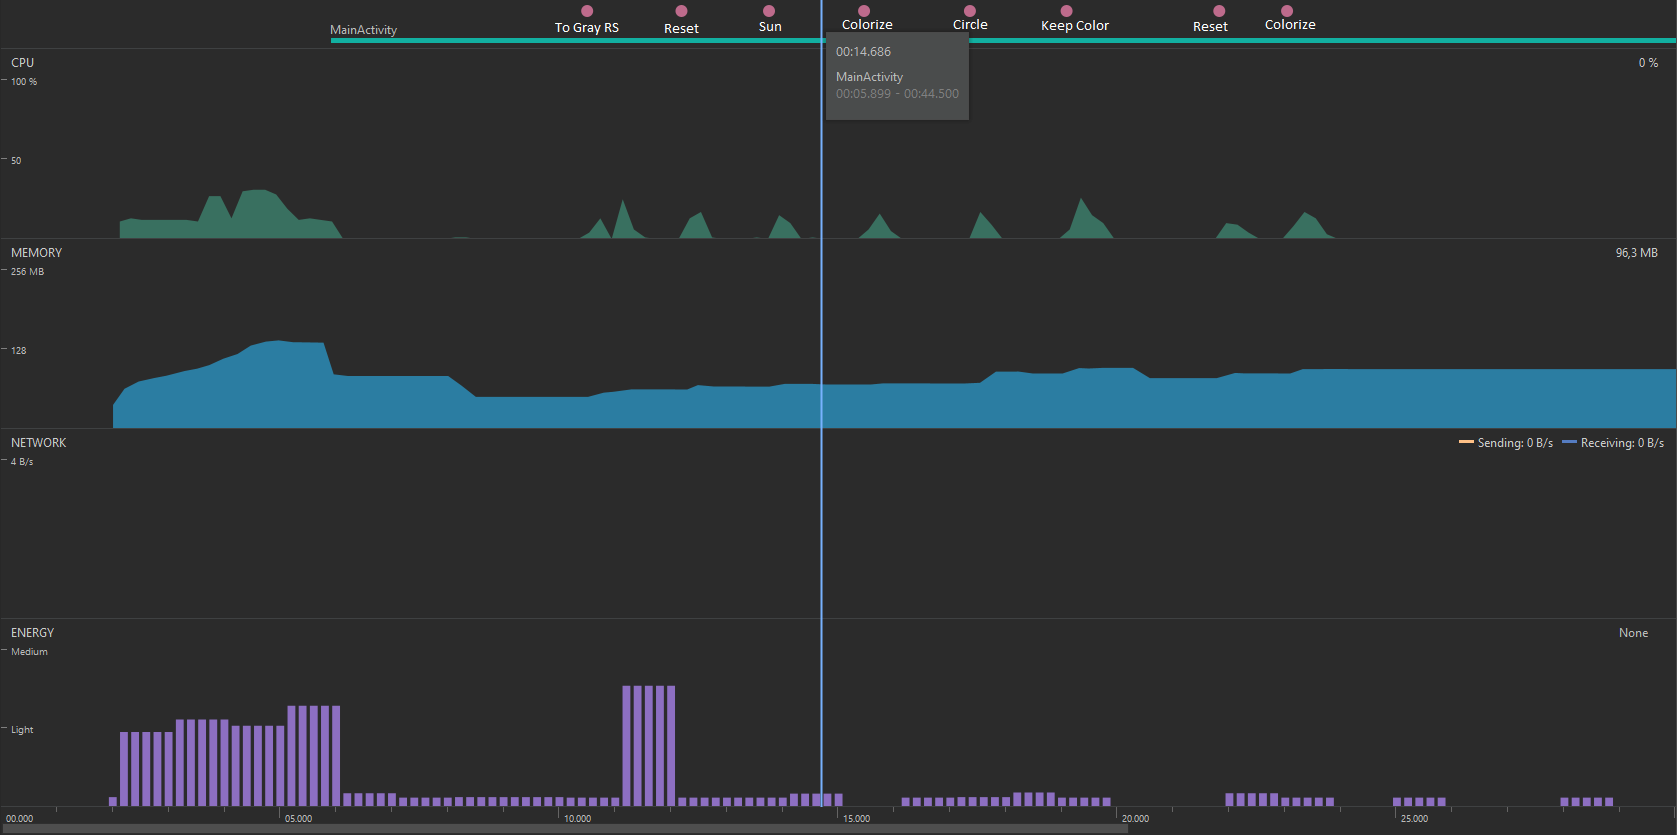 MainActivity
To Gray RS
Reset
Sun
Colorize
Circle
Keep Color
Reset
Colorize
00:14.686
MainActivity
00:05.899 - 00:44.500
CPU
0 %
100 %
50
MEMORY
96,3 MB
256 MB
128
NETWORK
Sending: 0 B/s
Receiving: 0 B/s
4 B/s
ENERGY
None
Medium
Light
00.000
05.000
10.000
15.000
20.000
25.000